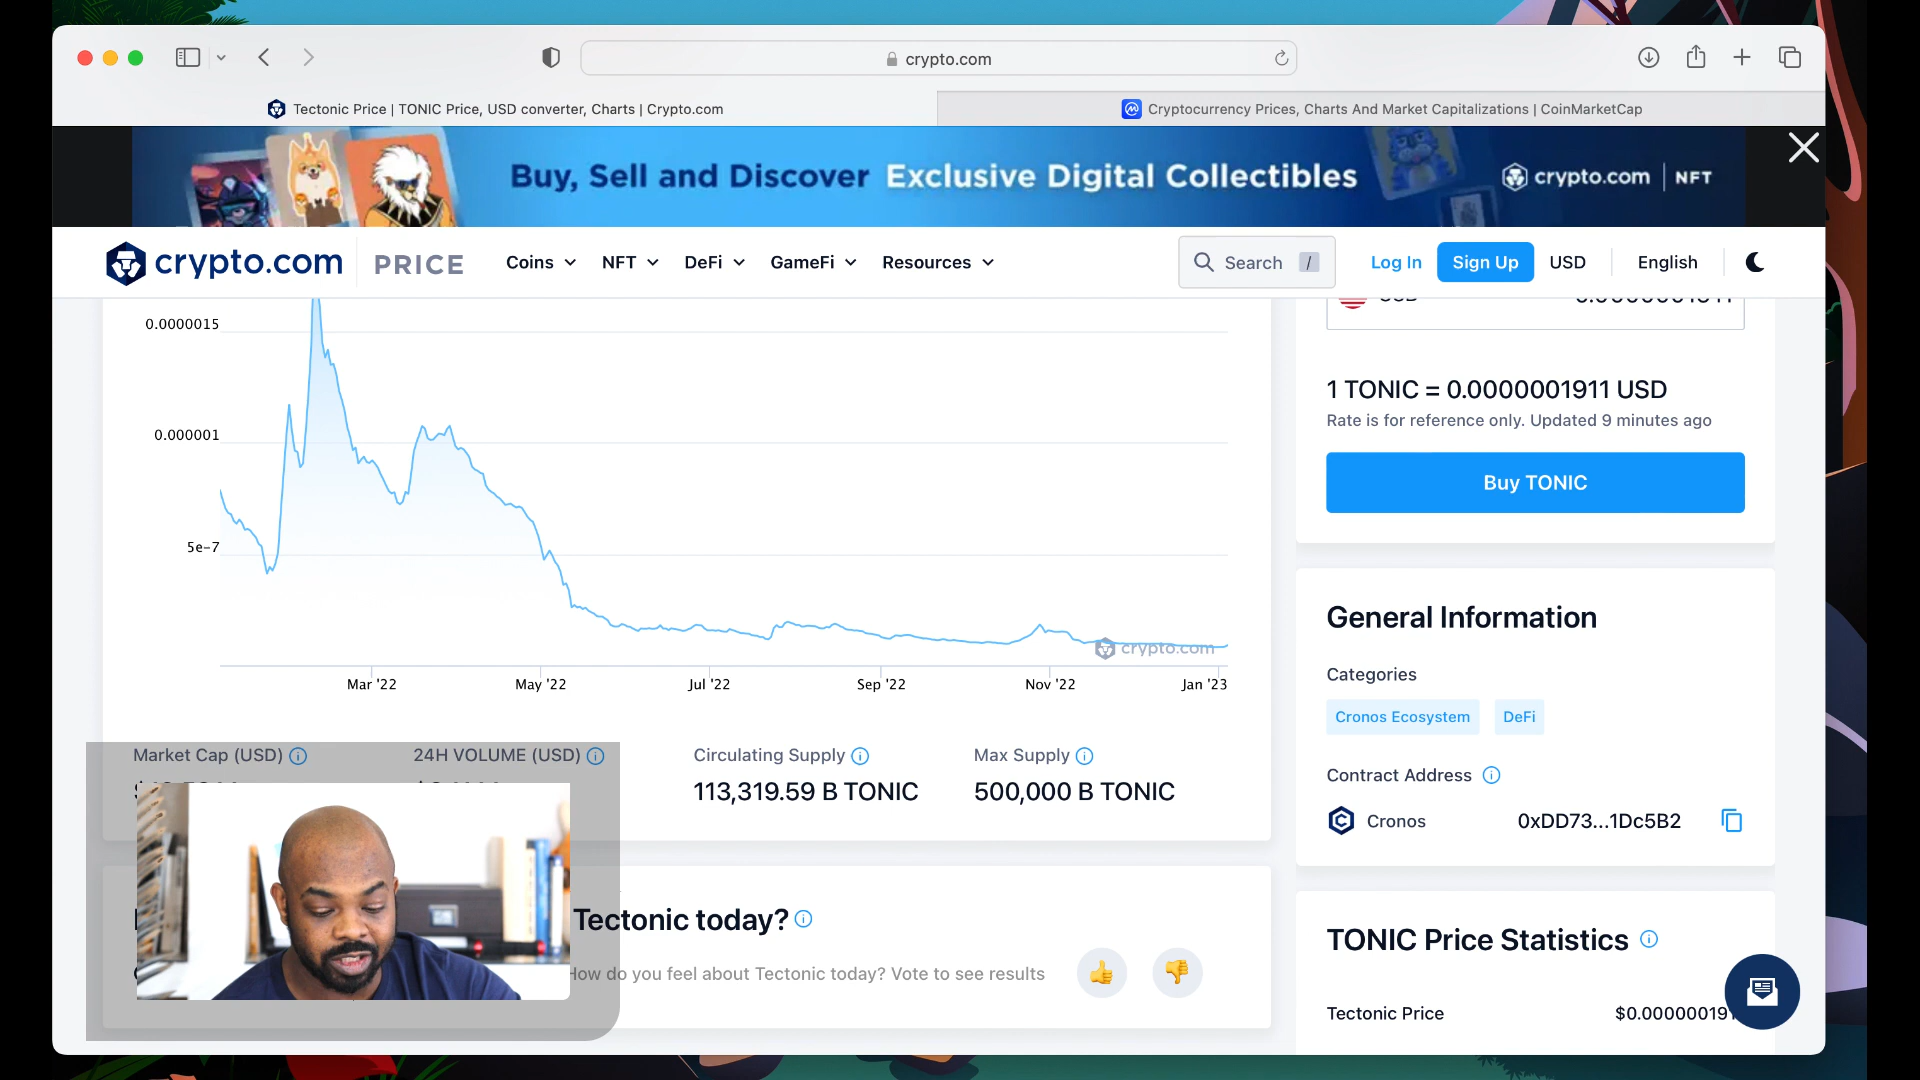 crypto.com
Tectonic Price | TONIC Price, USD converter, Charts | Crypto.com
Cryptocurrency Prices, Charts And Market Capitalizations | CoinMarketCap
Buy, Sell and Discover Exclusive Digital Collectibles
crypto.com | NFT
crypto.com PRICE
Coins NFT DeFi GameFi Resources
Search /
Log In Sign Up USD English
0.0000015
0.000001
5e-7
crypto.com
Mar '22 May '22 Jul '22 Sep '22 Nov '22 Jan '23
1 TONIC = 0.0000001911 USD
Rate is for reference only. Updated 9 minutes ago
Buy TONIC
General Information
Categories
Cronos Ecosystem DeFi
Contract Address
Cronos 0xDD73...1Dc5B2
Market Cap (USD) 24H VOLUME (USD) Circulating Supply Max Supply
113,319.59 B TONIC 500,000 B TONIC
Tectonic today?
How do you feel about Tectonic today? Vote to see results
TONIC Price Statistics
Tectonic Price $0.000000191